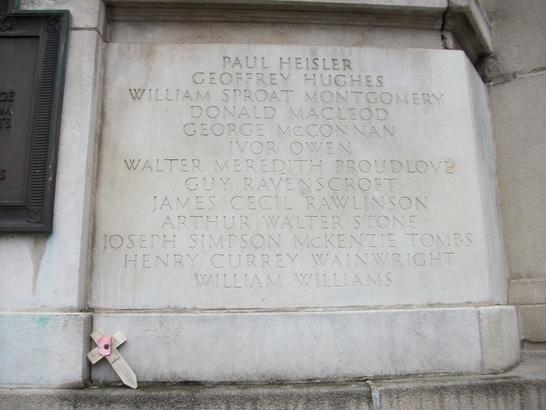 PAUL HEISLER
GEOFFREY HUGHES
WILLIAM SPROAT MONTGOMERY
DONALD MACLEOD
GEORGE MCCONNAN
IVOR OWEN
WALTER MEREDITH PROUDLOVE
GUY RAVENSCROFT
JAMES CECIL RAWLINSON
ARTHUR WALTER STONE
JOSEPH SIMPSON MCKENZIE TOMBS
HENRY CURREY WAINWRIGHT
WILLIAM WILLIAMS